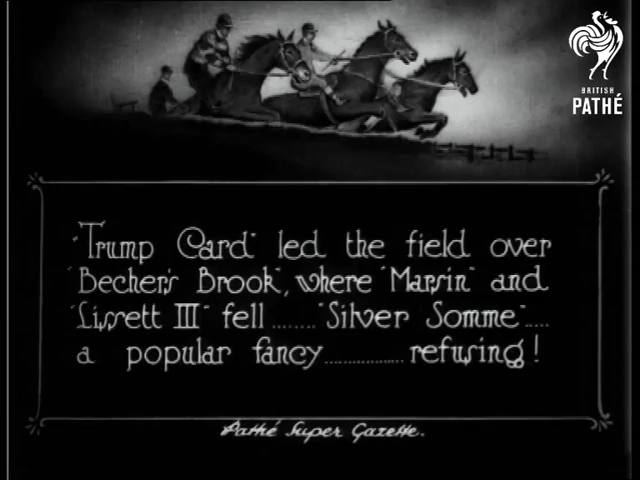 BRITISH
PATHÉ
"Trump Card" led the field over
"Becher's Brook", where "Marsin" and
"Lissett III" fell ........ "Silver Somme" .....
a popular fancy ................ refusing!
Pathé Super Gazette.